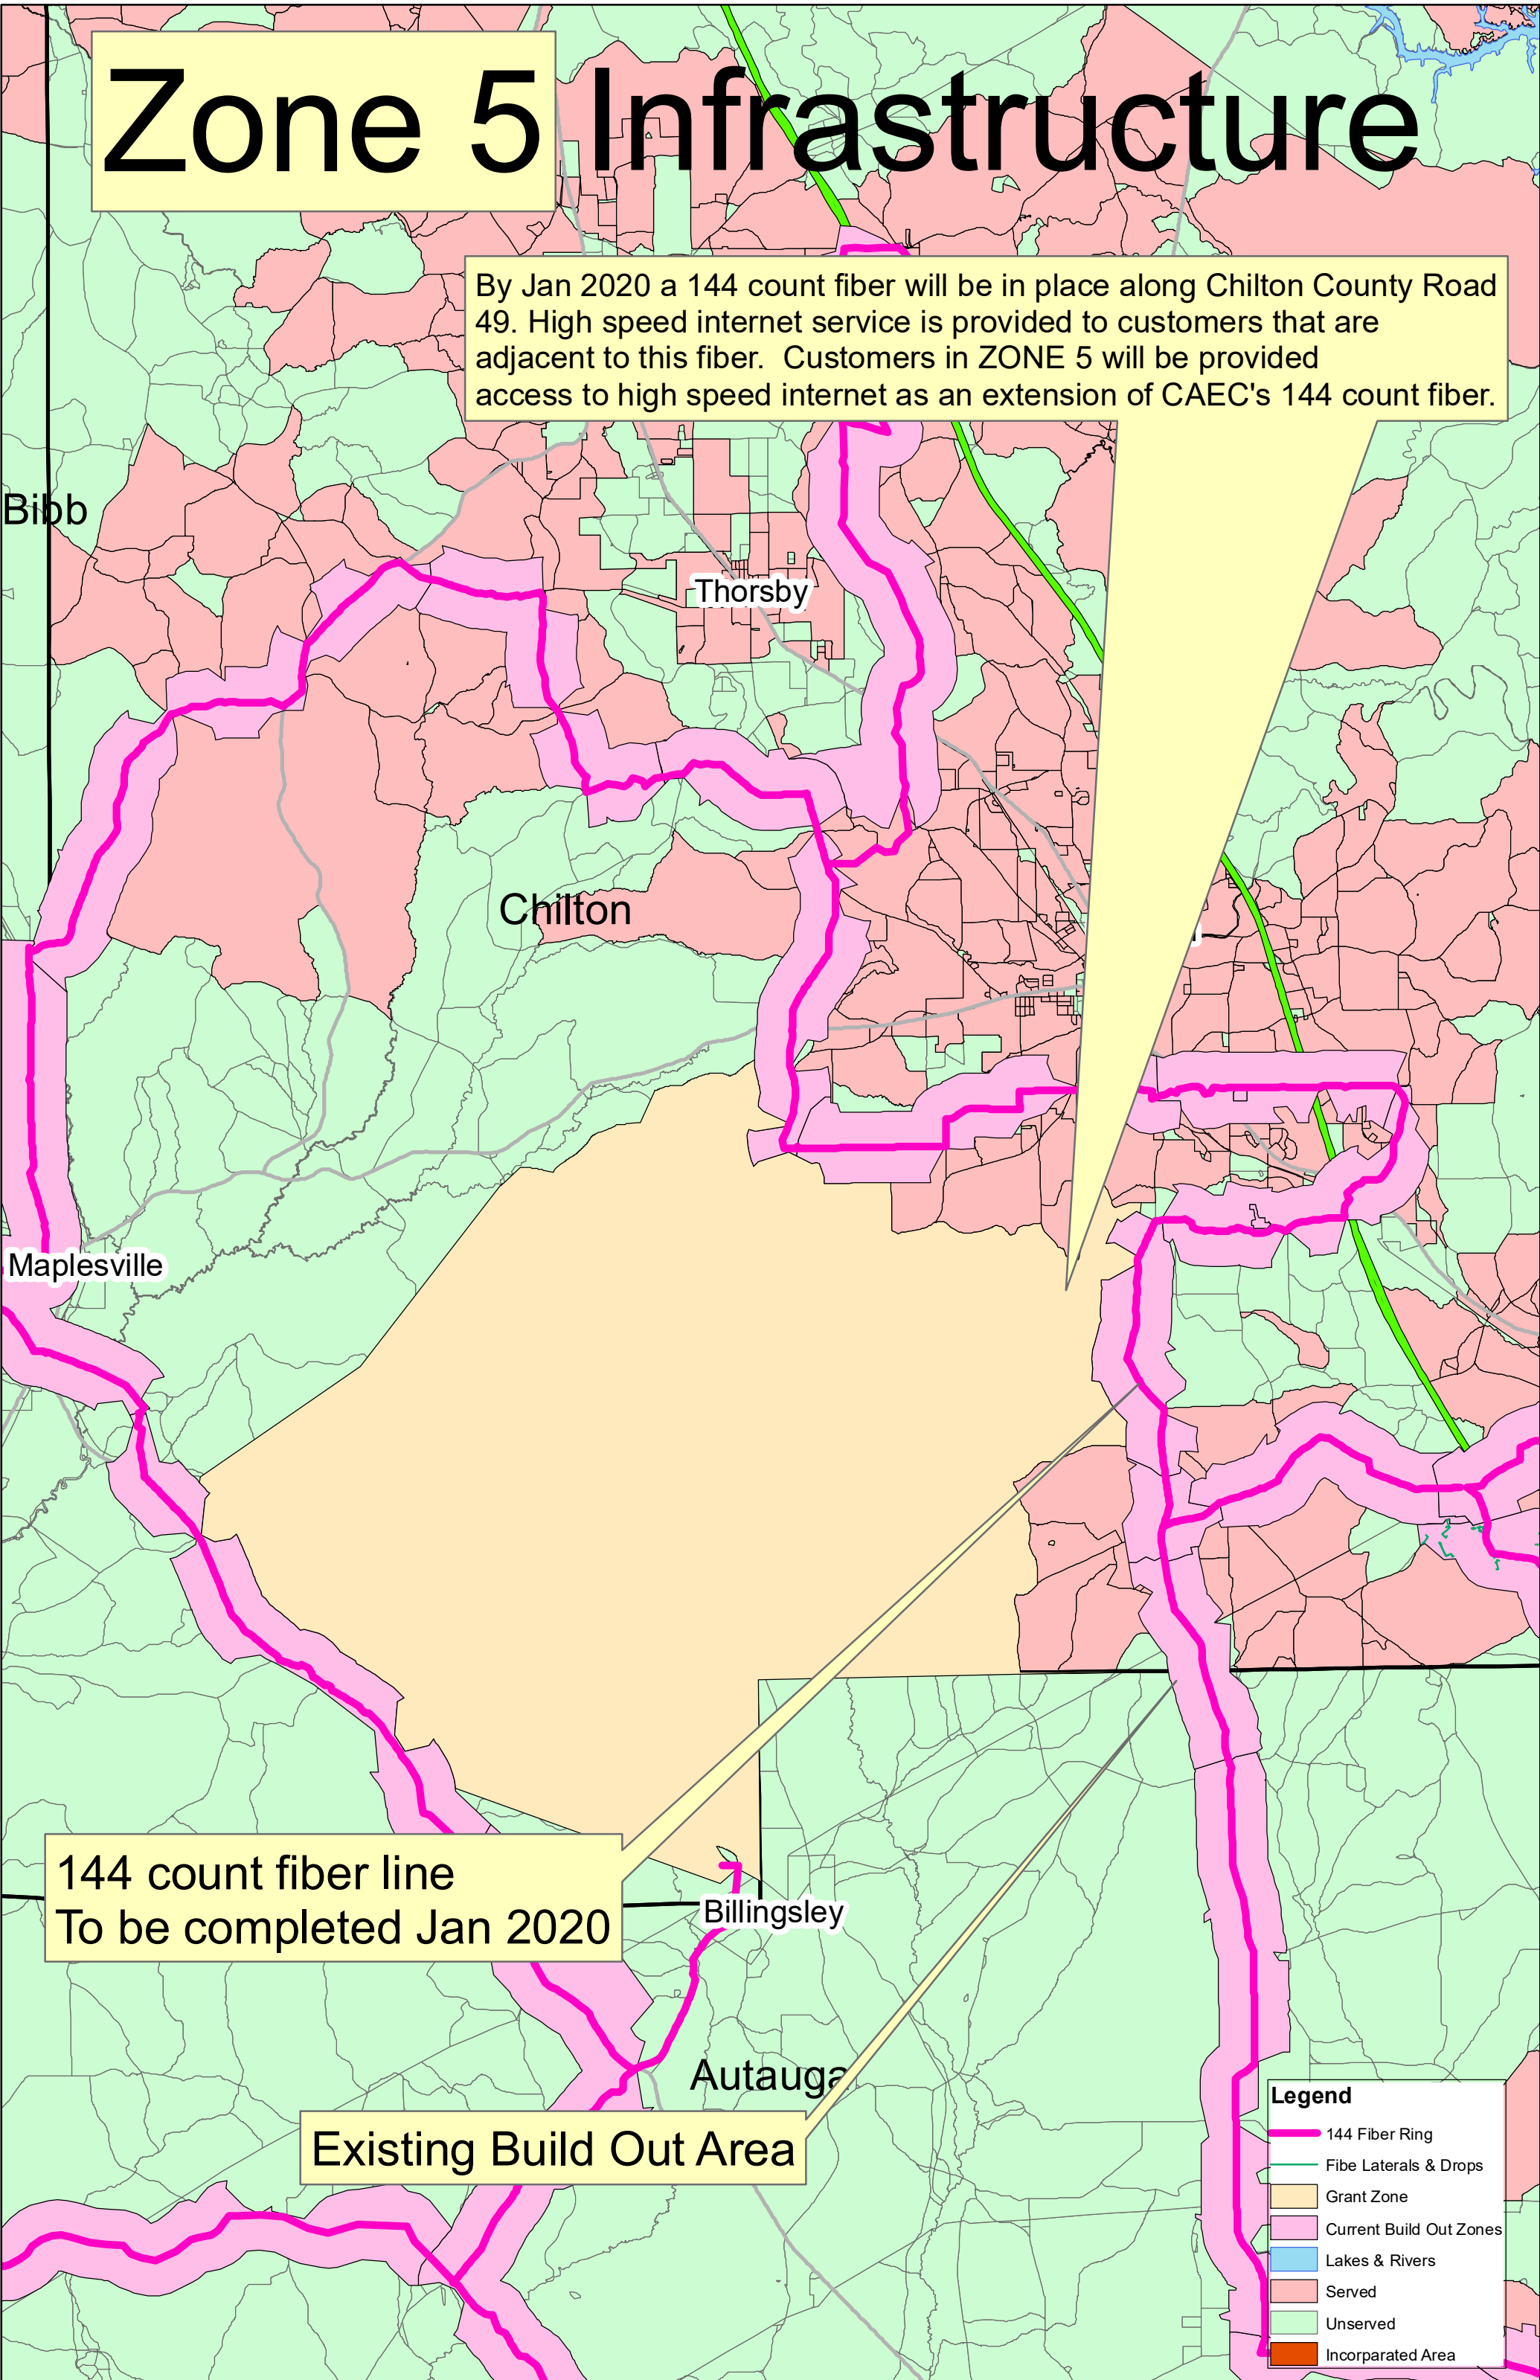 Zone 5 Infrastructure
By Jan 2020 a 144 count fiber will be in place along Chilton County Road
49. High speed internet service is provided to customers that are
adjacent to this fiber.  Customers in ZONE 5 will be provided
access to high speed internet as an extension of CAEC's 144 count fiber.
Bibb
Thorsby
Chilton
Maplesville
144 count fiber line
To be completed Jan 2020
Billingsley
Autauga
Existing Build Out Area
Legend
144 Fiber Ring
Fibe Laterals & Drops
Grant Zone
Current Build Out Zones
Lakes & Rivers
Served
Unserved
Incorparated Area